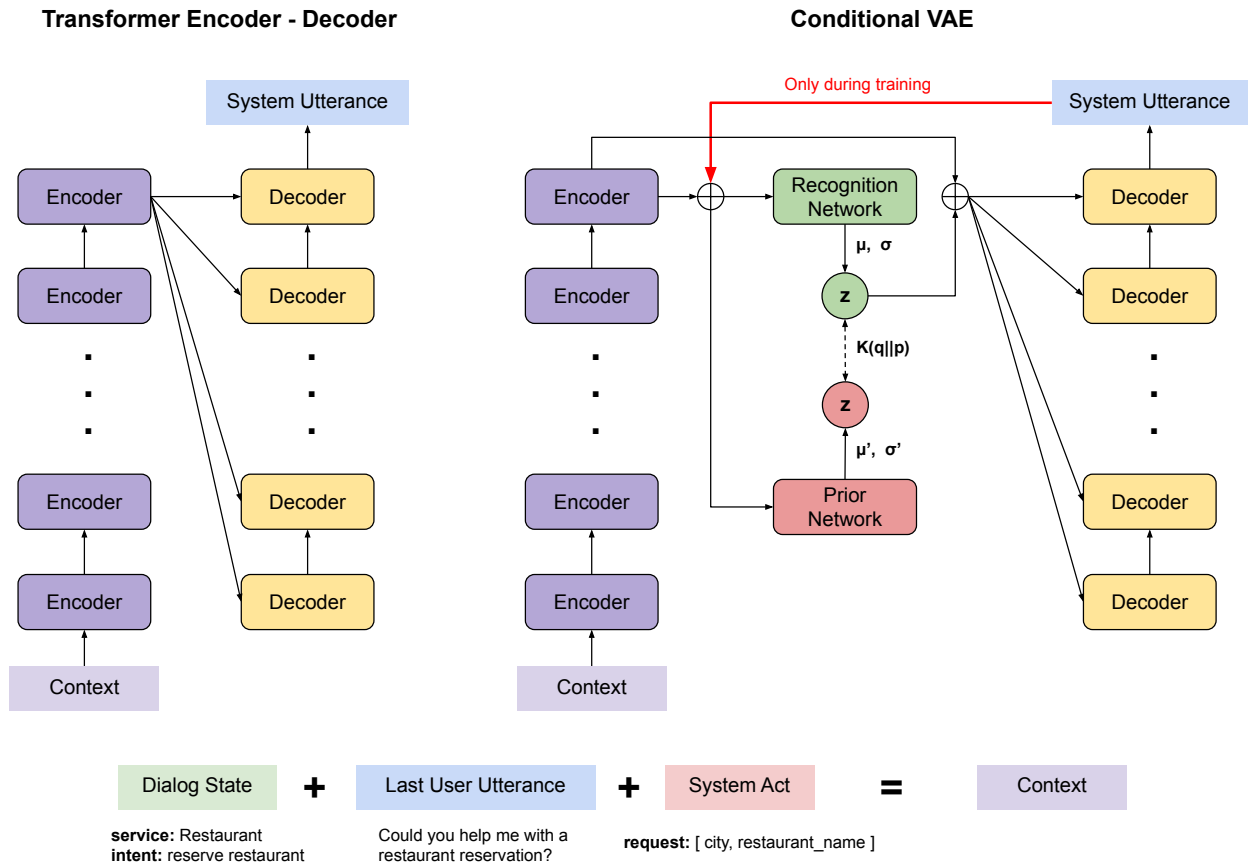 Transformer Encoder - Decoder
System Utterance
Encoder
Decoder
Encoder
Decoder
Encoder
Decoder
Encoder
Decoder
Context
Conditional VAE
Only during training
System Utterance
Encoder
Recognition
Network
Decoder
μ, σ
Encoder
z
Decoder
K(q||p)
z
μ', σ'
Encoder
Prior
Network
Decoder
Encoder
Decoder
Context
Dialog State + Last User Utterance + System Act = Context
service: Restaurant
intent: reserve restaurant
Could you help me with a
restaurant reservation?
request: [ city, restaurant_name ]